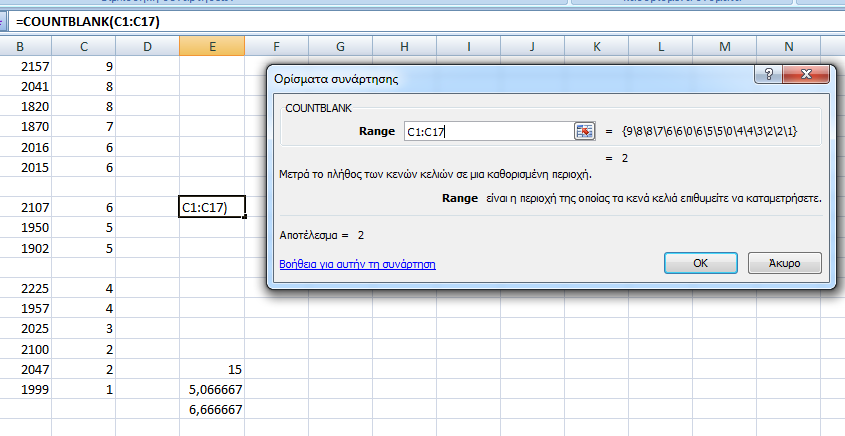 =COUNTBLANK(C1:C17)
B C D E F G H I J K L M N
2157 9
2041 8
1820 8
1870 7
2016 6
2015 6
2107 6 C1:C17)
1950 5
1902 5
2225 4
1957 4
2025 3
2100 2
2047 2 15
1999 1 5,066667
6,666667
Ορίσματα συνάρτησης
COUNTBLANK
Range C1:C17 = {9\8\8\7\6\6\0\6\5\5\0\4\4\3\2\2\1}
= 2
Μετρά το πλήθος των κενών κελιών σε μια καθορισμένη περιοχή.
Range είναι η περιοχή της οποίας τα κενά κελιά επιθυμείτε να καταμετρήσετε.
Αποτέλεσμα = 2
Βοήθεια για αυτήν τη συνάρτηση
OK Άκυρο